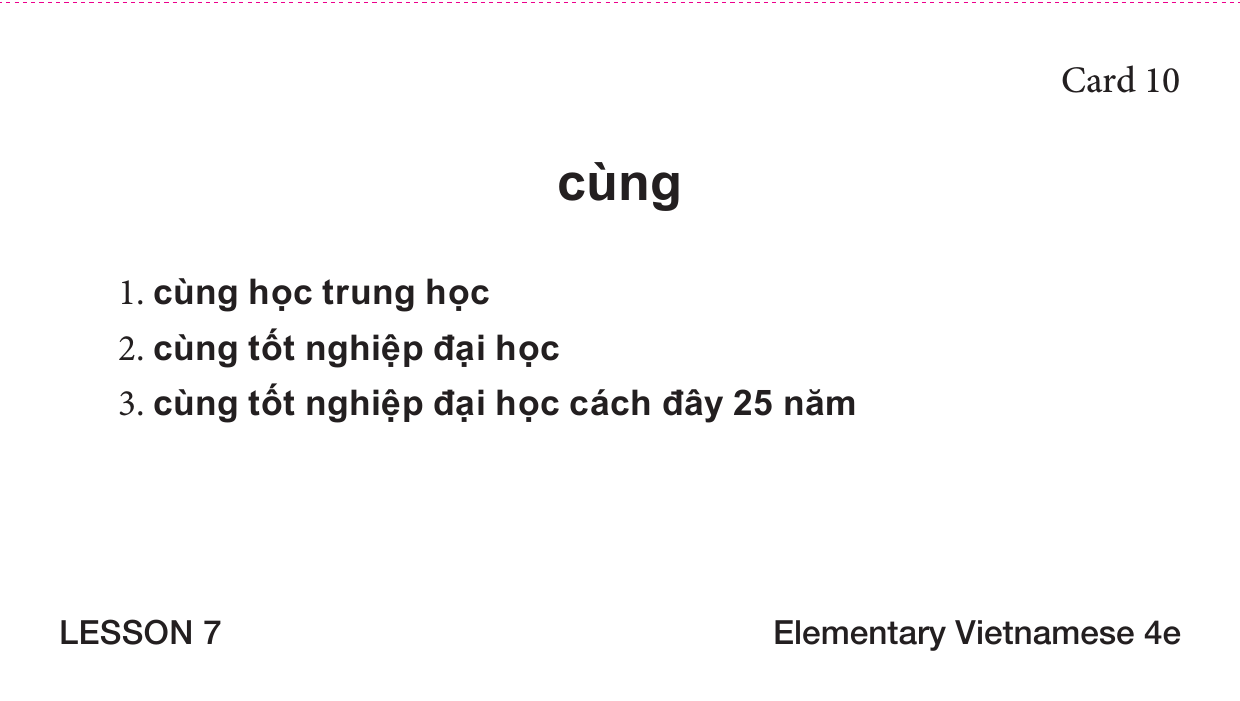 Card 10
cùng
1. cùng học trung học
2. cùng tốt nghiệp đại học
3. cùng tốt nghiệp đại học cách đây 25 năm
LESSON 7
Elementary Vietnamese 4e